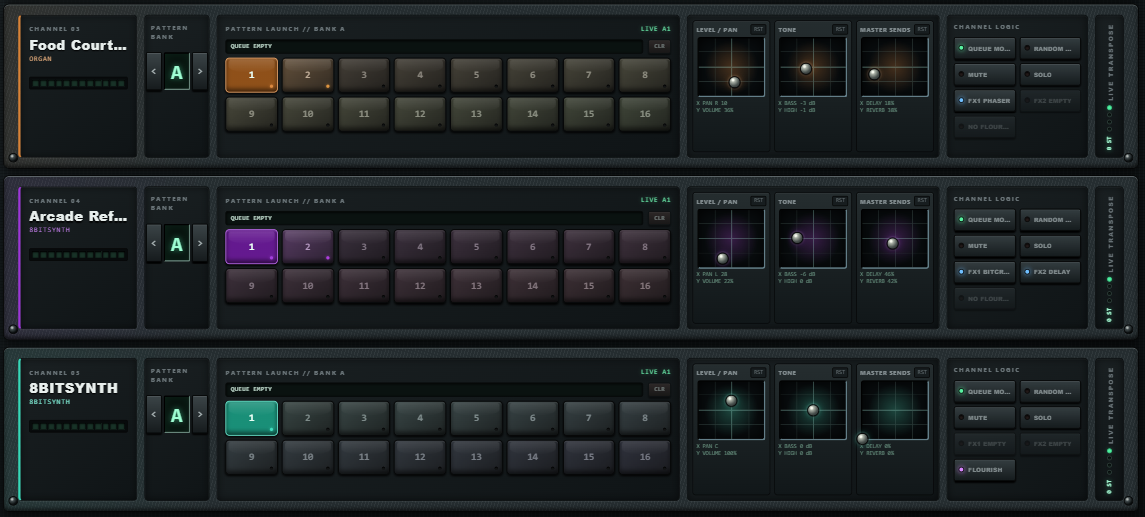 CHANNEL 03
Food Court...
ORGAN
PATTERN
BANK
< A >
PATTERN LAUNCH // BANK A
LIVE A1
QUEUE EMPTY
CLR
1 2 3 4 5 6 7 8
9 10 11 12 13 14 15 16
LEVEL / PAN RST
X PAN R 10
Y VOLUME 36%
TONE RST
X BASS -3 dB
Y HIGH -1 dB
MASTER SENDS RST
X DELAY 18%
Y REVERB 38%
CHANNEL LOGIC
QUEUE MO... RANDOM ...
MUTE SOLO
FX1 PHASER FX2 EMPTY
NO FLOUR...
LIVE TRANSPOSE
0 ST
CHANNEL 04
Arcade Ref...
8BITSYNTH
PATTERN
BANK
< A >
PATTERN LAUNCH // BANK A
LIVE A1
QUEUE EMPTY
CLR
1 2 3 4 5 6 7 8
9 10 11 12 13 14 15 16
LEVEL / PAN RST
X PAN L 28
Y VOLUME 22%
TONE RST
X BASS -6 dB
Y HIGH 0 dB
MASTER SENDS RST
X DELAY 46%
Y REVERB 42%
CHANNEL LOGIC
QUEUE MO... RANDOM ...
MUTE SOLO
FX1 BITCR... FX2 DELAY
NO FLOUR...
LIVE TRANSPOSE
0 ST
CHANNEL 05
8BITSYNTH
8BITSYNTH
PATTERN
BANK
< A >
PATTERN LAUNCH // BANK A
LIVE A1
QUEUE EMPTY
CLR
1 2 3 4 5 6 7 8
9 10 11 12 13 14 15 16
LEVEL / PAN RST
X PAN C
Y VOLUME 100%
TONE RST
X BASS 0 dB
Y HIGH 0 dB
MASTER SENDS RST
X DELAY 0%
Y REVERB 0%
CHANNEL LOGIC
QUEUE MO... RANDOM ...
MUTE SOLO
FX1 EMPTY FX2 EMPTY
FLOURISH
LIVE TRANSPOSE
0 ST